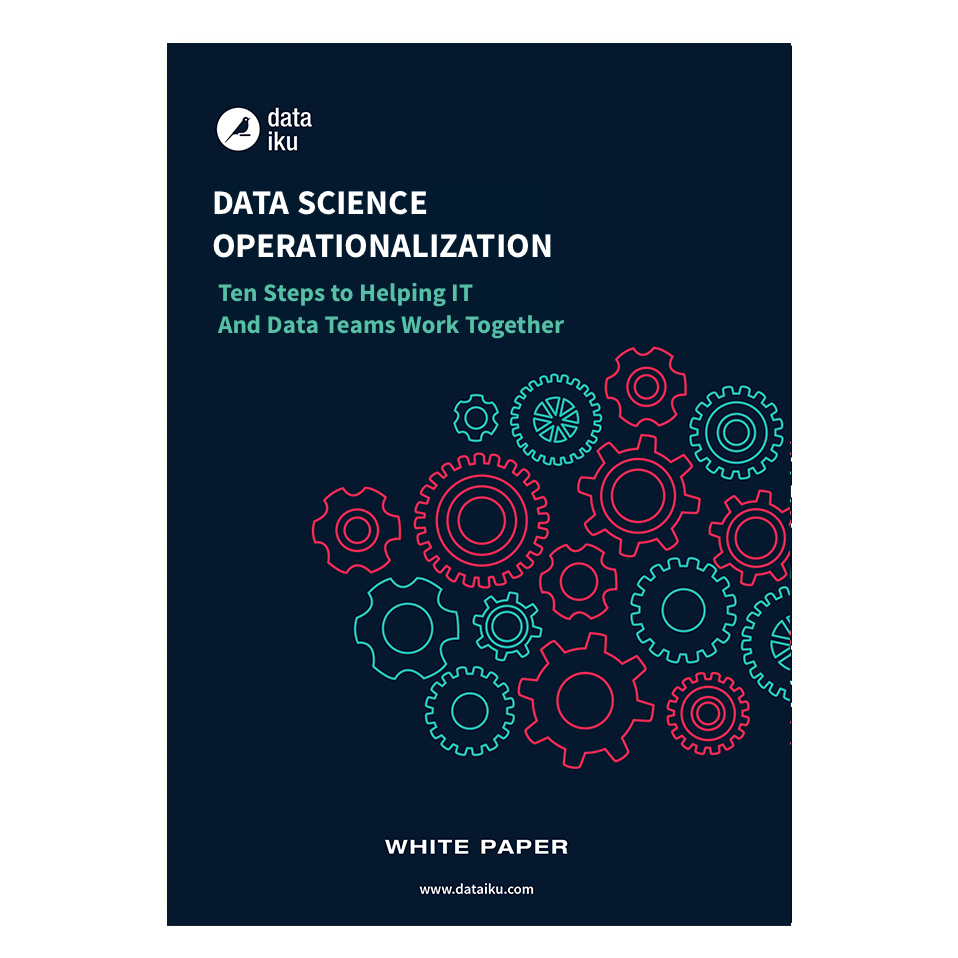 data
iku
DATA SCIENCE
OPERATIONALIZATION
Ten Steps to Helping IT
And Data Teams Work Together
WHITE PAPER
www.dataiku.com